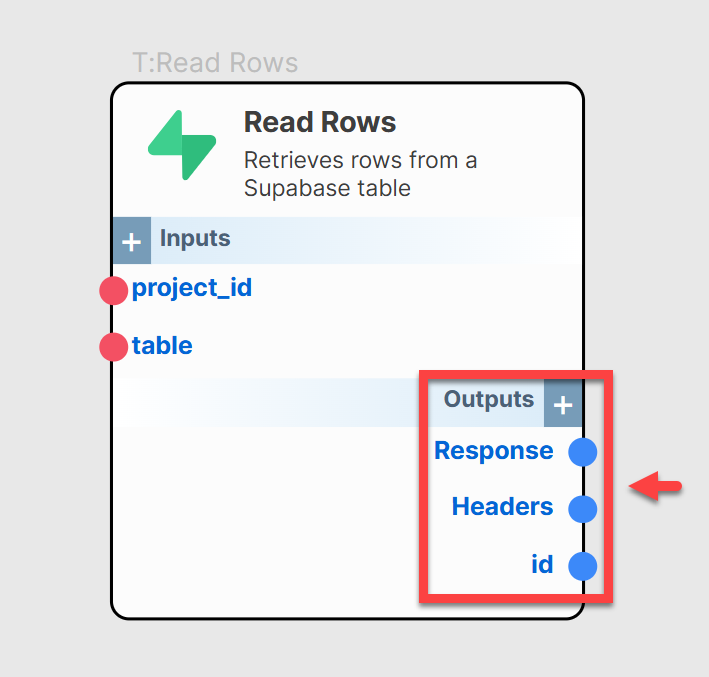 T:Read Rows
Read Rows
Retrieves rows from a
Supabase table
+ Inputs
project_id
table
Outputs +
Response
Headers
id